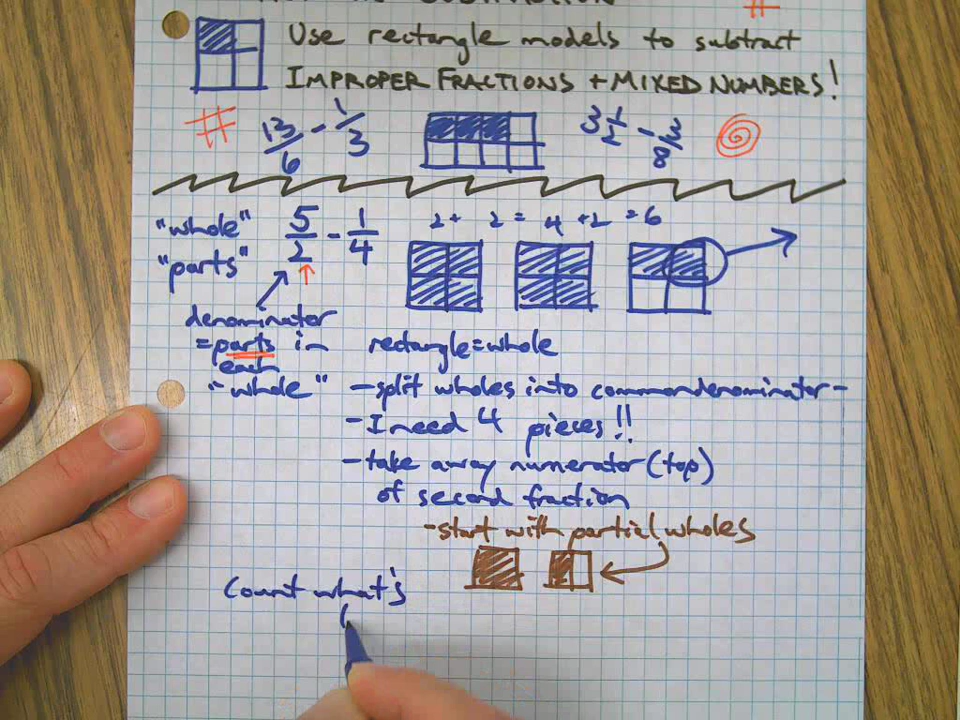 Use rectangle models to subtract
IMPROPER FRACTIONS + MIXED NUMBERS!
13/6 - 1/3
3 1/2 - 3/8
"whole" 5/2 - 1/4
2 + 2 = 4 + 2 = 6
"parts"
denominator
= parts in
each
"whole"
rectangle=whole
- split wholes into common denominator -
- I need 4 pieces!!
- take away numerator (top)
of second fraction
- start with partial wholes
Count what's